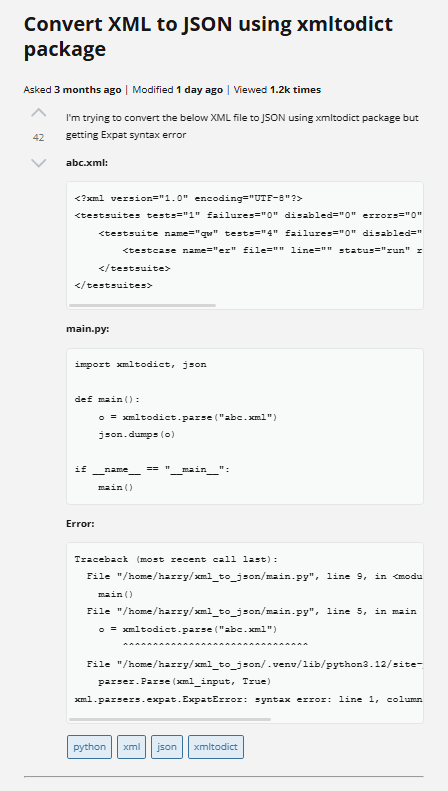 Convert XML to JSON using xmltodict
package
Asked 3 months ago | Modified 1 day ago | Viewed 1.2k times
I'm trying to convert the below XML file to JSON using xmltodict package but
42
getting Expat syntax error
abc.xml:
<?xml version="1.0" encoding="UTF-8"?>
<testsuites tests="1" failures="0" disabled="0" errors="0"
<testsuite name="qw" tests="4" failures="0" disabled="
<testcase name="er" file="" line="" status="run" r
</testsuite>
</testsuites>
main.py:
import xmltodict, json
def main():
o = xmltodict.parse("abc.xml")
json.dumps(o)
if __name__ == "__main__":
main()
Error:
Traceback (most recent call last):
File "/home/harry/xml_to_json/main.py", line 9, in <modu
main()
File "/home/harry/xml_to_json/main.py", line 5, in main
o = xmltodict.parse("abc.xml")
^^^^^^^^^^^^^^^^^^^^^^^^^^^^^^
File "/home/harry/xml_to_json/.venv/lib/python3.12/site-
parser.Parse(xml_input, True)
xml.parsers.expat.ExpatError: syntax error: line 1, column
python xml json xmltodict